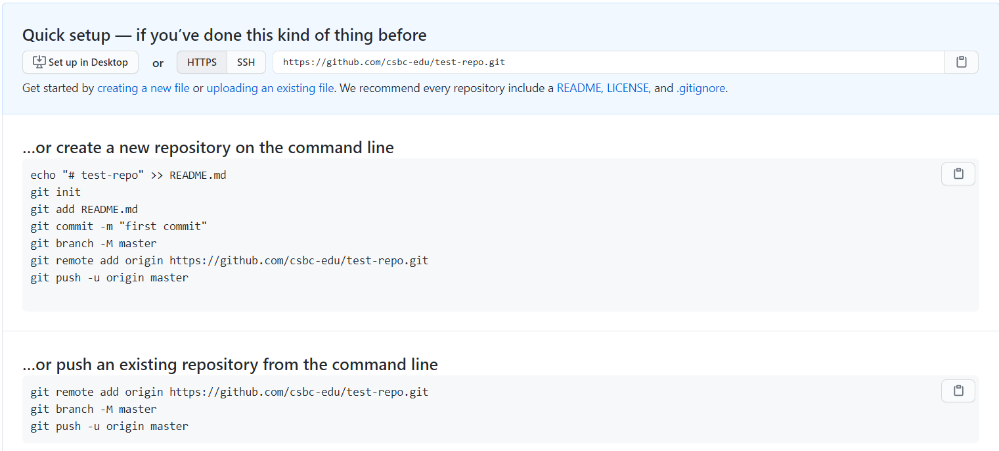 Quick setup — if you’ve done this kind of thing before
Set up in Desktop or HTTPS SSH https://github.com/csbc-edu/test-repo.git
Get started by creating a new file or uploading an existing file. We recommend every repository include a README, LICENSE, and .gitignore.
…or create a new repository on the command line
echo "# test-repo" >> README.md
git init
git add README.md
git commit -m "first commit"
git branch -M master
git remote add origin https://github.com/csbc-edu/test-repo.git
git push -u origin master
…or push an existing repository from the command line
git remote add origin https://github.com/csbc-edu/test-repo.git
git branch -M master
git push -u origin master